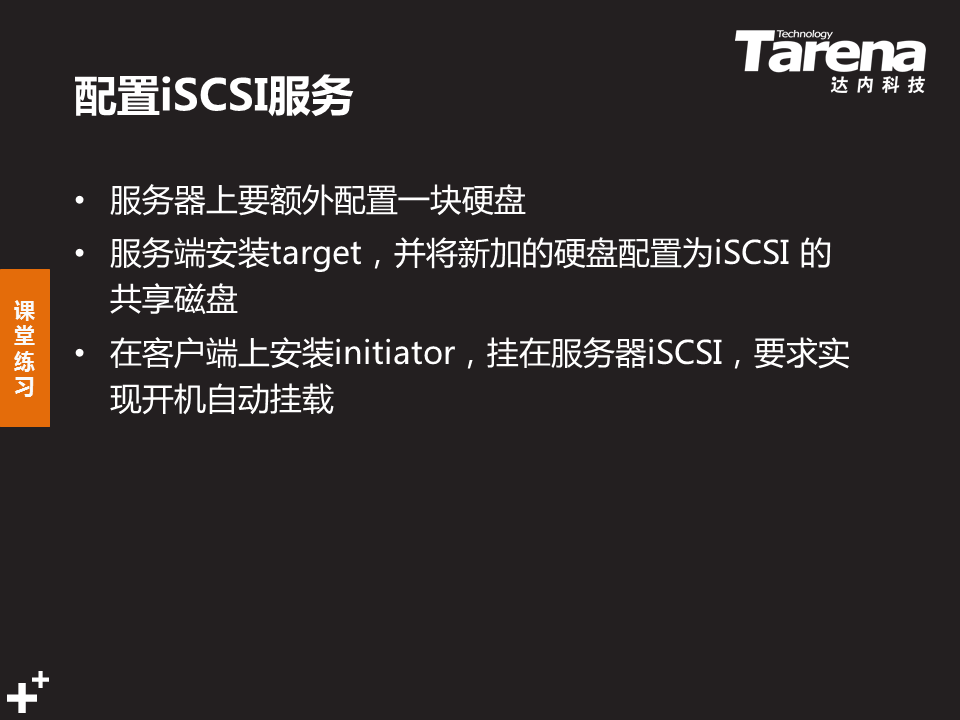 Technology
Tarena
达内科技
配置iSCSI服务
• 服务器上要额外配置一块硬盘
• 服务端安装target，并将新加的硬盘配置为iSCSI 的
共享磁盘
• 在客户端上安装initiator，挂在服务器iSCSI，要求实
现开机自动挂载
课
堂
练
习